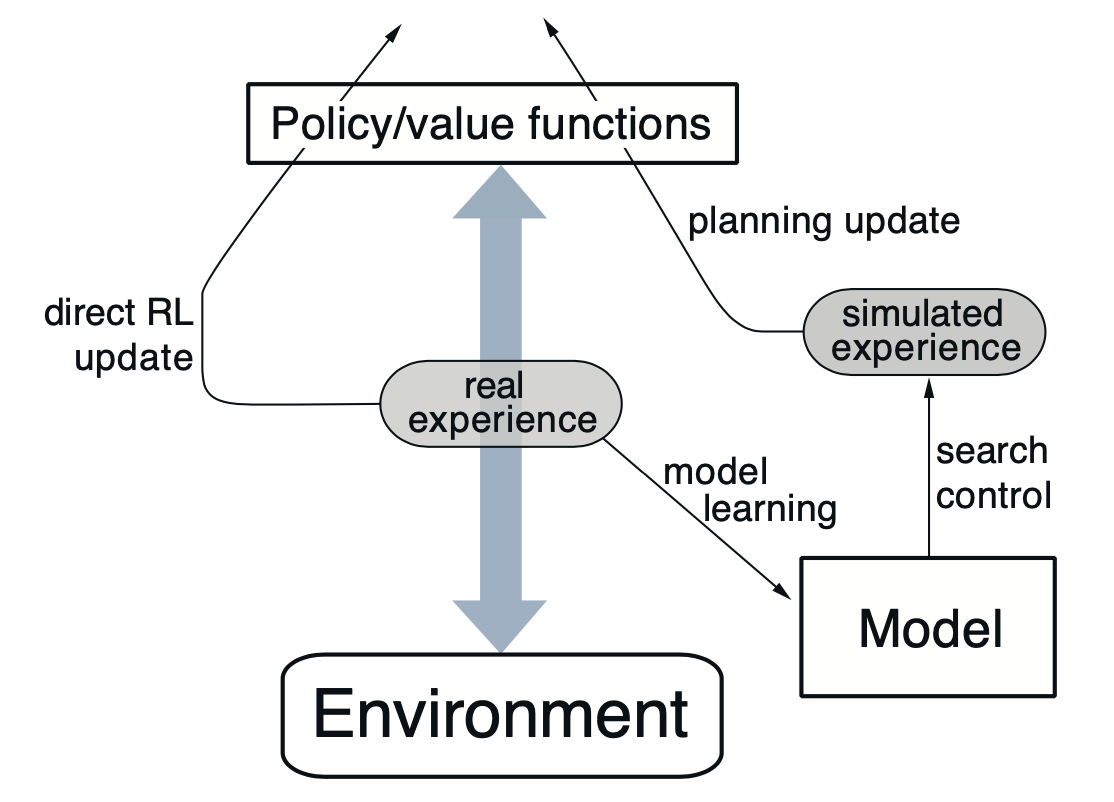 Policy/value functions
planning update
direct RL
update
simulated
experience
real
experience
model
learning
search
control
Model
Environment